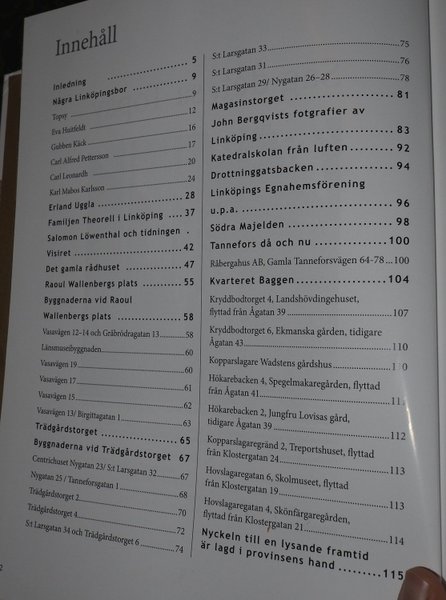 Innehåll
Inledning 5
Några Linköpingsbor 9
Topsy 9
Eva Huitfeldt 12
Gubben Käck 16
Carl Alfred Pettersson 17
Carl Leonardh 20
Karl Mabos Karlsson 24
Erland Uggla 28
Familjen Theorell i Linköping 37
Salomon Löwenthal och tidningen
Visiret 42
Det gamla rådhuset 47
Raoul Wallenbergs plats 55
Byggnaderna vid Raoul
Wallenbergs plats 58
Vasavägen 12–14 och Gråbrödragatan 13 58
Länsmuseibyggnaden 60
Vasavägen 19 60
Vasavägen 17 61
Vasavägen 15 62
Vasavägen 13/ Birgittagatan 1 63
Trädgårdstorget 65
Byggnaderna vid Trädgårdstorget 67
Centrichuset Nygatan 23/ S:t Larsgatan 32 67
Nygatan 25 / Tanneforsgatan 1 68
Trädgårdstorget 2 70
Trädgårdstorget 4 72
S:t Larsgatan 34 och Trädgårdstorget 6 74
S:t Larsgatan 33 75
S:t Larsgatan 31 76
S:t Larsgatan 29/ Nygatan 26–28 78
Magasinstorget 81
John Bergqvists fotgrafier av
Linköping 83
Katedralskolan från luften 92
Drottninggatsbacken 94
Linköpings Egnahemsförening
u.p.a. 96
Södra Majelden 98
Tannefors då och nu 100
Råbergahus AB, Gamla Tanneforsvägen 64-78 100
Kvarteret Baggen 104
Kryddbodtorget 4, Landshövdingehuset,
flyttad från Ågatan 39 107
Kryddbodtorget 6, Ekmanska gården, tidigare
Ågatan 43 110
Kopparslagare Wadstens gårdshus
Hökarebacken 4, Spegelmakaregården, flyttad
från Ågatan 41
Hökarebacken 2, Jungfru Lovisas gård,
tidigare Ågatan 39 112
Kopparslagaregränd 2, Treportshuset, flyttad
från Klostergatan 24 113
Hovslagaregatan 6, Skolmuseet, flyttad
från Klostergatan 19 113
Hovslagaregatan 4, Skönfärgaregården,
flyttad från Klostergatan 21 114
Nyckeln till en lysande framtid
är lagd i provinsens hand 115
2